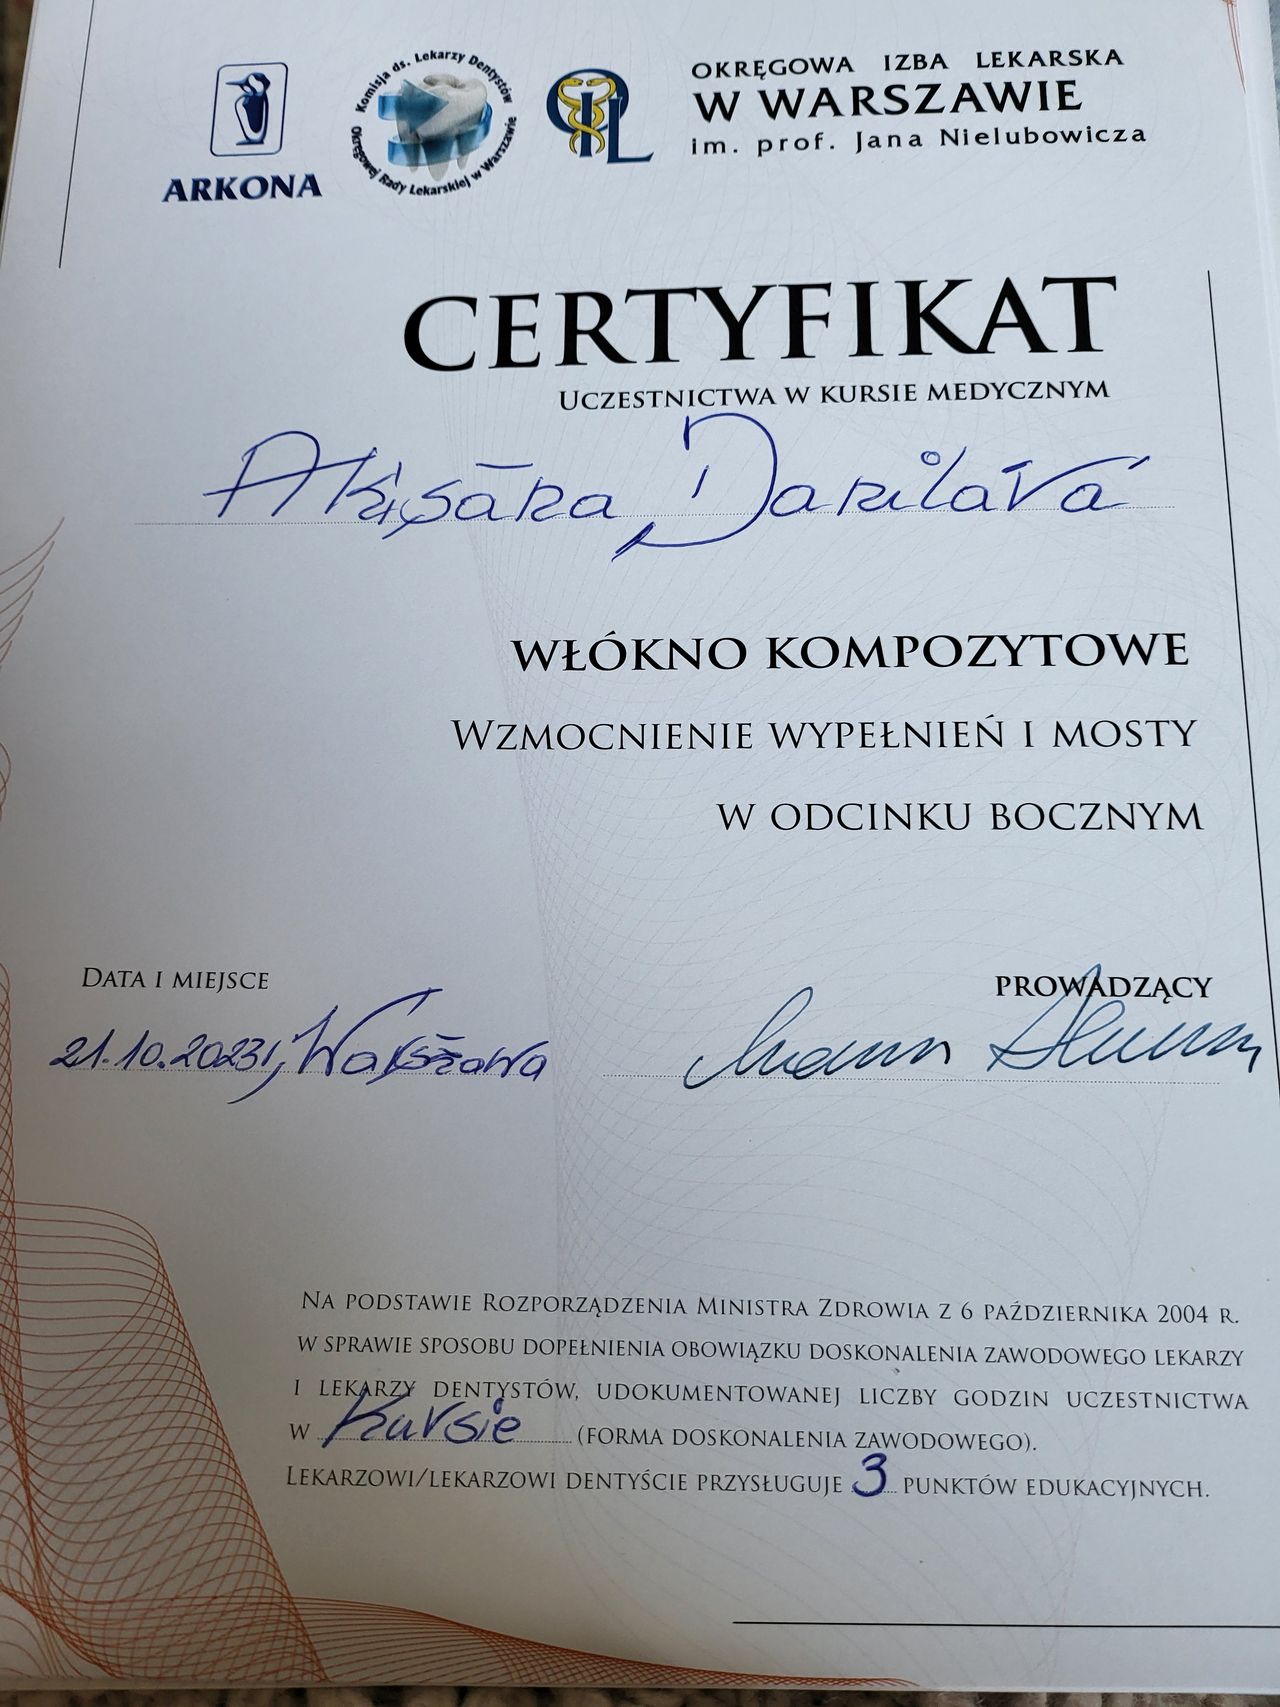 ARKONA
Komisja ds. Lekarzy Dentystów
Okręgowej Rady Lekarskiej w Warszawie
OIL
OKRĘGOWA IZBA LEKARSKA
W WARSZAWIE
im. prof. Jana Nielubowicza
CERTYFIKAT
UCZESTNICTWA W KURSIE MEDYCZNYM
WŁÓKNO KOMPOZYTOWE
WZMOCNIENIE WYPEŁNIEŃ I MOSTY
W ODCINKU BOCZNYM
DATA I MIEJSCE
21.10.2023r, Warszawa
PROWADZĄCY
NA PODSTAWIE ROZPORZĄDZENIA MINISTRA ZDROWIA Z 6 PAŹDZIERNIKA 2004 R.
W SPRAWIE SPOSOBU DOPEŁNIENIA OBOWIĄZKU DOSKONALENIA ZAWODOWEGO LEKARZY
I LEKARZY DENTYSTÓW, UDOKUMENTOWANEJ LICZBY GODZIN UCZESTNICTWA
W Kursie (FORMA DOSKONALENIA ZAWODOWEGO).
LEKARZOWI/LEKARZOWI DENTYŚCIE PRZYSŁUGUJE 3 PUNKTÓW EDUKACYJNYCH.